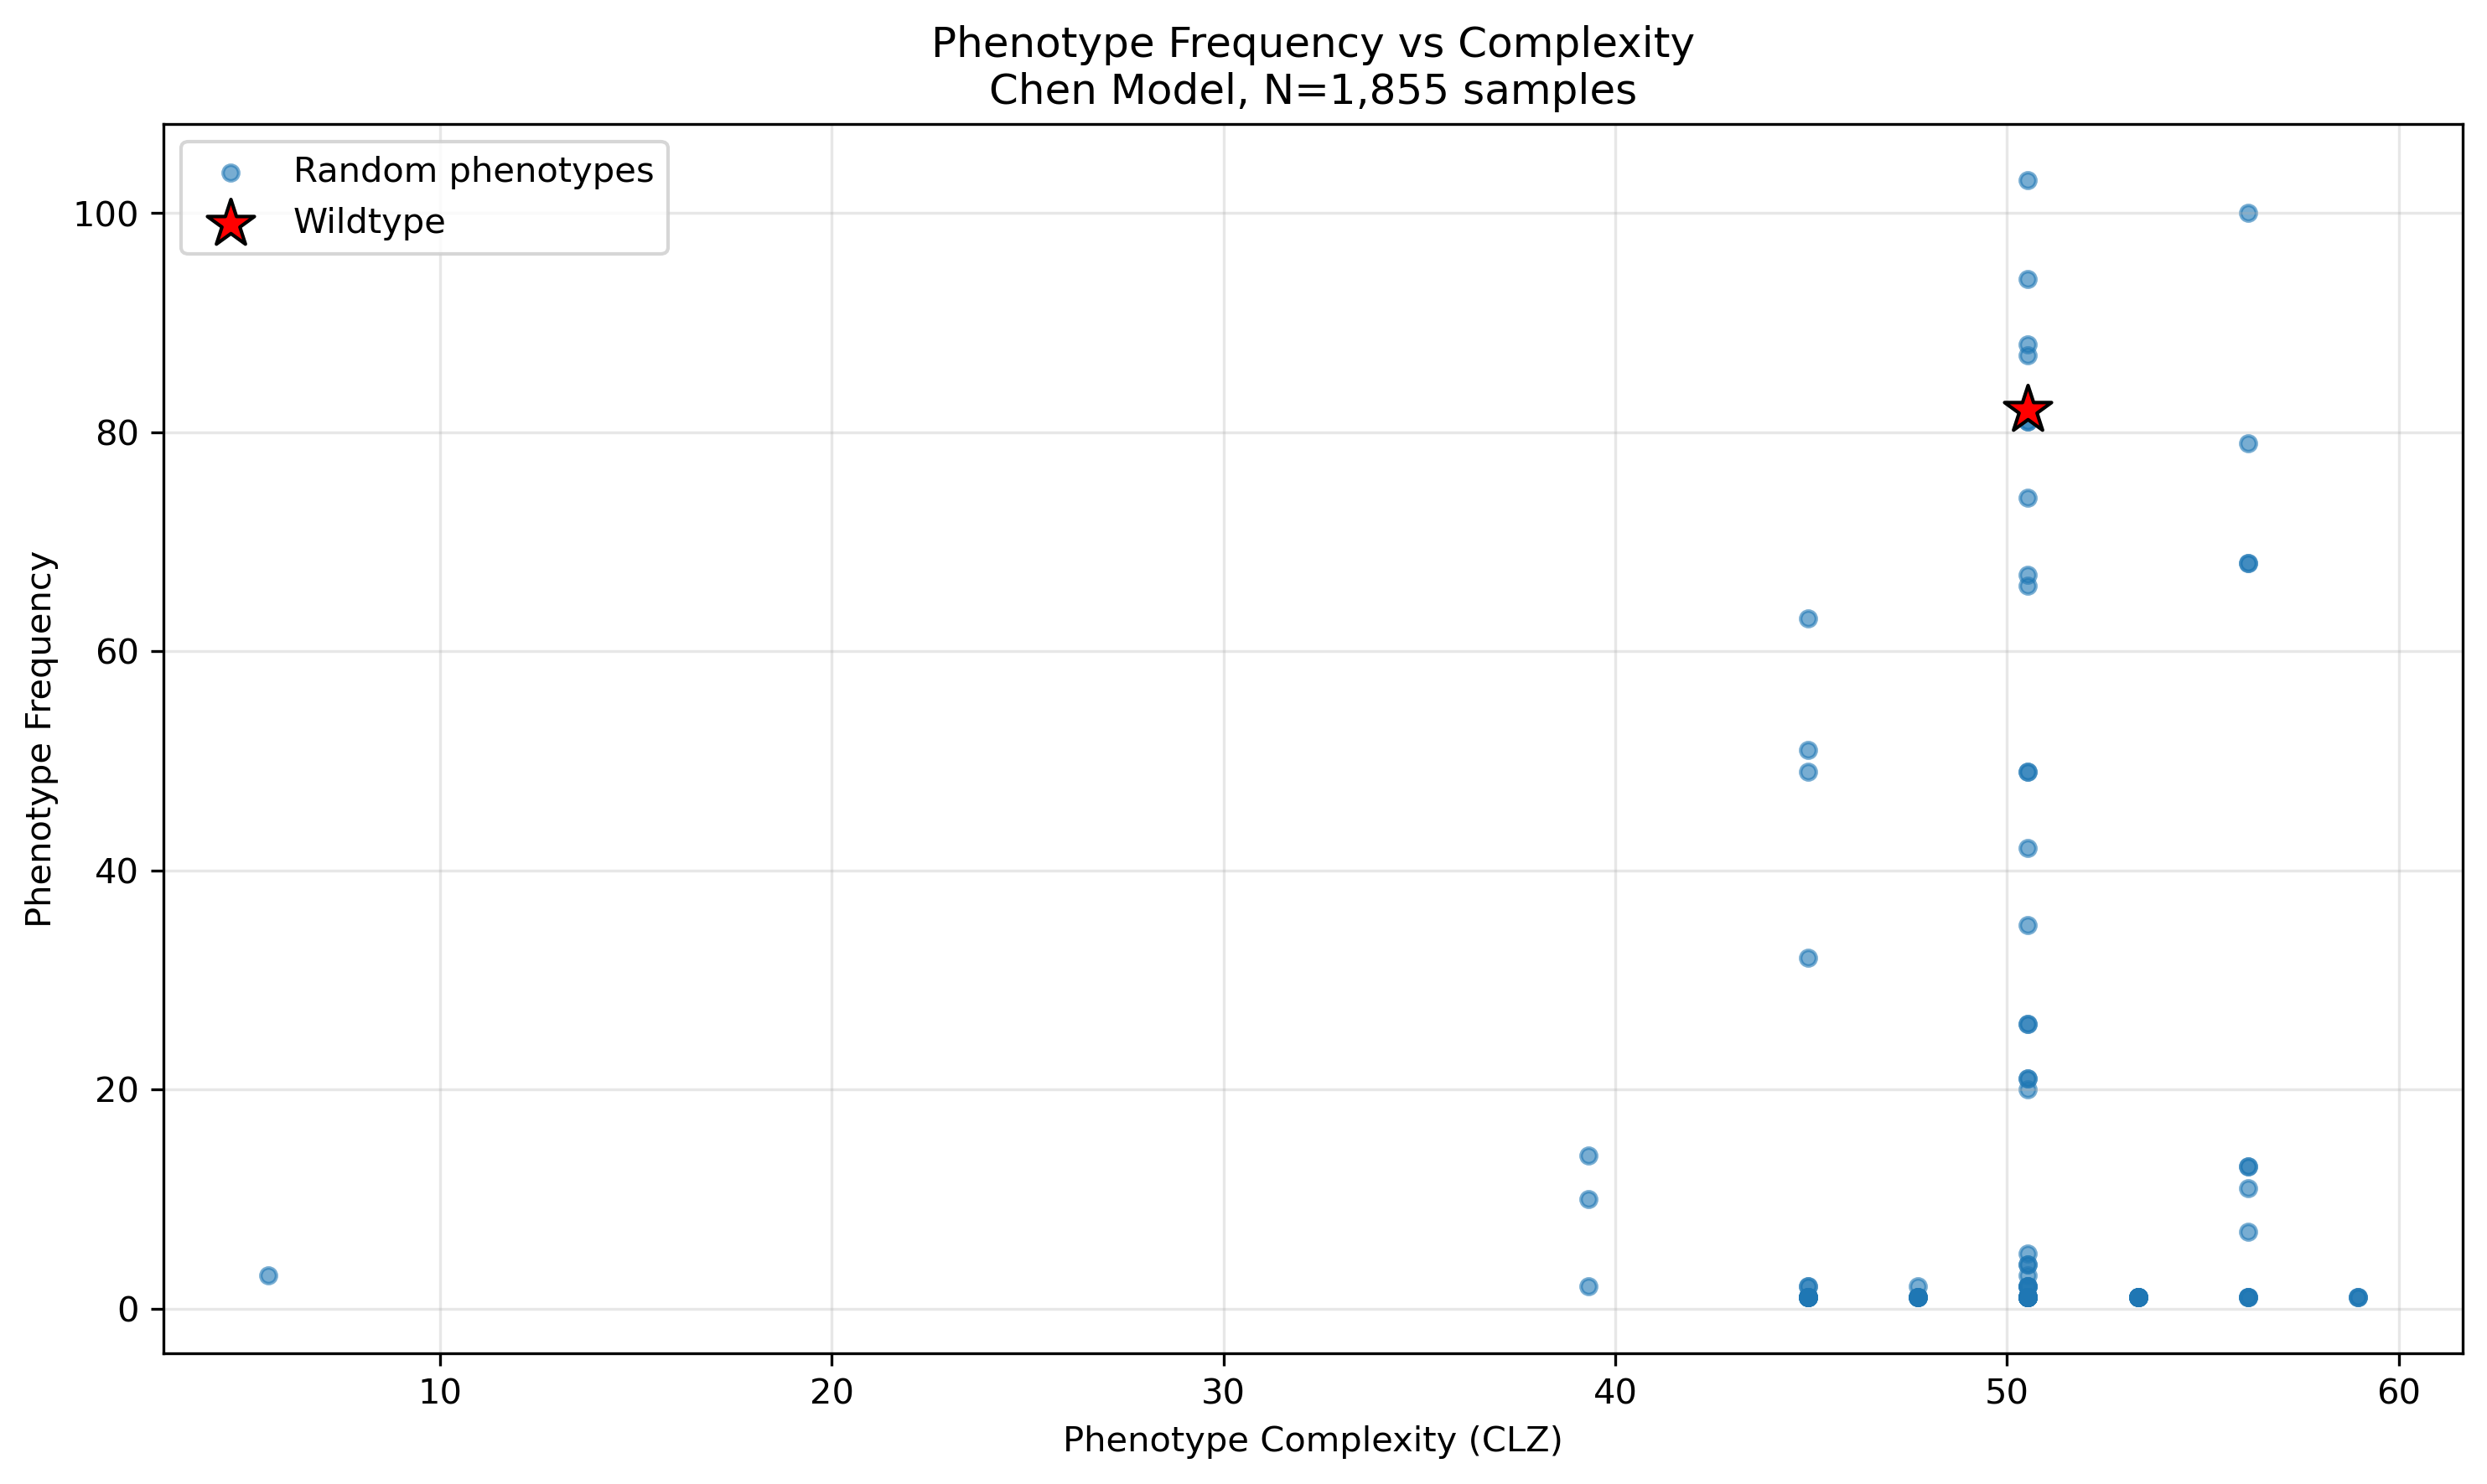 Phenotype Frequency vs Complexity
Chen Model, N=1,855 samples
Random phenotypes
Wildtype
Phenotype Frequency
100
80
60
40
20
0
10 20 30 40 50 60
Phenotype Complexity (CLZ)